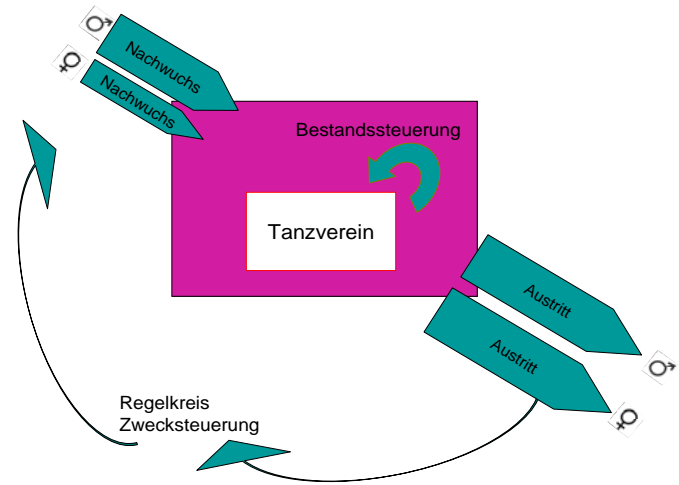 ♂
Nachwuchs
♀
Nachwuchs
Bestandssteuerung
Tanzverein
Austritt
♂
Austritt
♀
Regelkreis
Zwecksteuerung